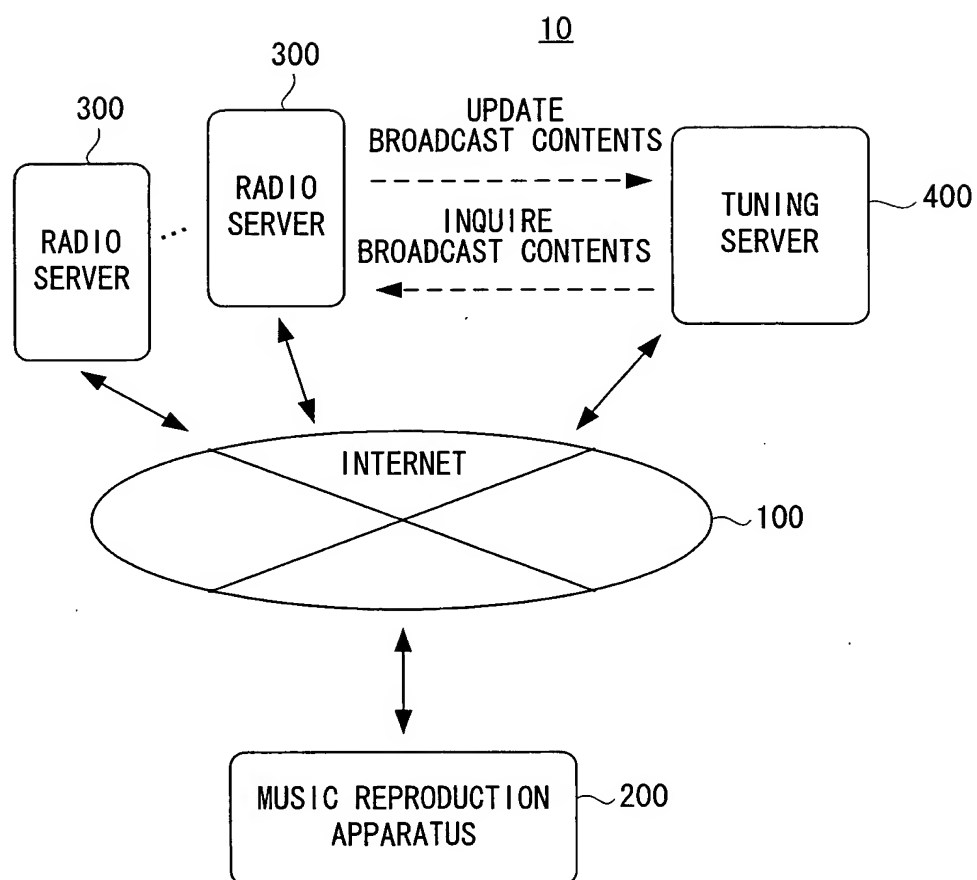 10
300
300
UPDATE
BROADCAST CONTENTS
RADIO
SERVER
...
RADIO
SERVER
INQUIRE
BROADCAST CONTENTS
TUNING
SERVER
400
INTERNET
100
MUSIC REPRODUCTION
APPARATUS
200